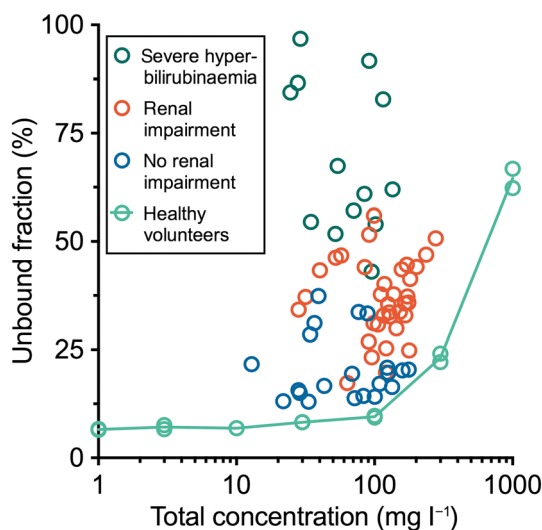 100
75
50
25
0
Unbound fraction (%)
Severe hyper-
bilirubinaemia
Renal
impairment
No renal
impairment
Healthy
volunteers
1
10
100
1000
Total concentration (mg l⁻¹)